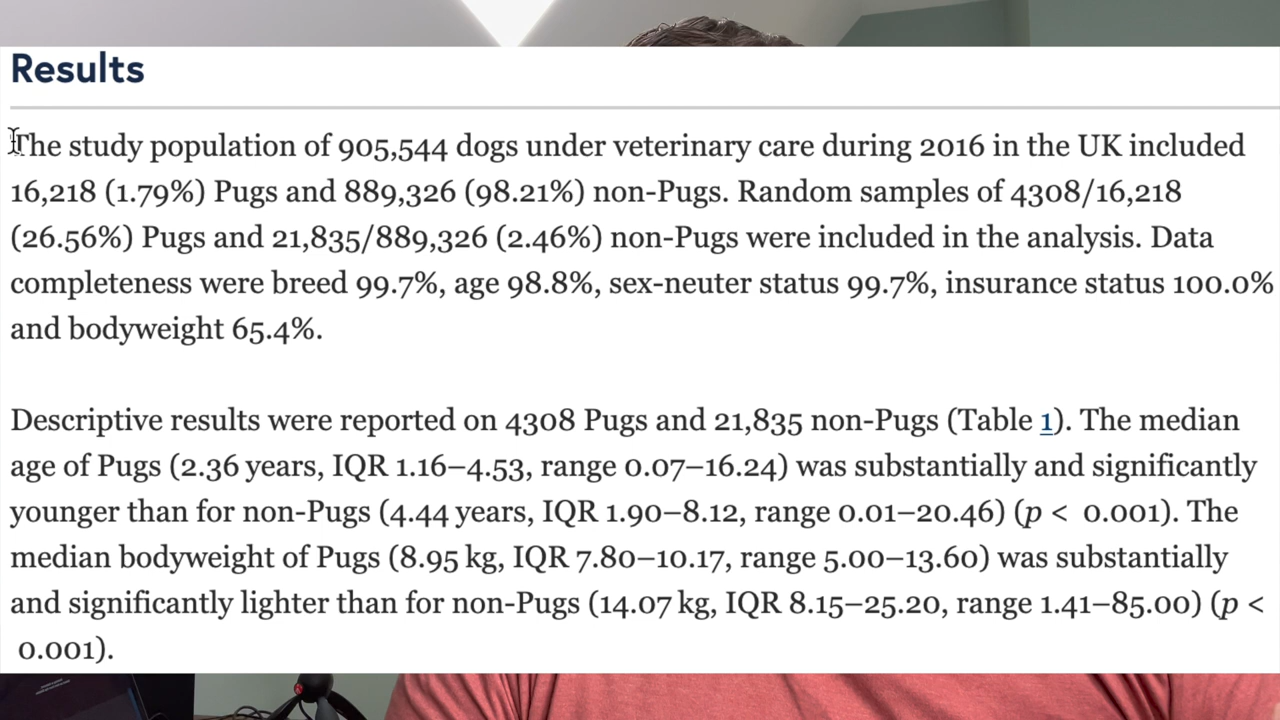 Results
The study population of 905,544 dogs under veterinary care during 2016 in the UK included
16,218 (1.79%) Pugs and 889,326 (98.21%) non-Pugs. Random samples of 4308/16,218
(26.56%) Pugs and 21,835/889,326 (2.46%) non-Pugs were included in the analysis. Data
completeness were breed 99.7%, age 98.8%, sex-neuter status 99.7%, insurance status 100.0%
and bodyweight 65.4%.
Descriptive results were reported on 4308 Pugs and 21,835 non-Pugs (Table 1). The median
age of Pugs (2.36 years, IQR 1.16–4.53, range 0.07–16.24) was substantially and significantly
younger than for non-Pugs (4.44 years, IQR 1.90–8.12, range 0.01–20.46) (p < 0.001). The
median bodyweight of Pugs (8.95 kg, IQR 7.80–10.17, range 5.00–13.60) was substantially
and significantly lighter than for non-Pugs (14.07 kg, IQR 8.15–25.20, range 1.41–85.00) (p <
0.001).